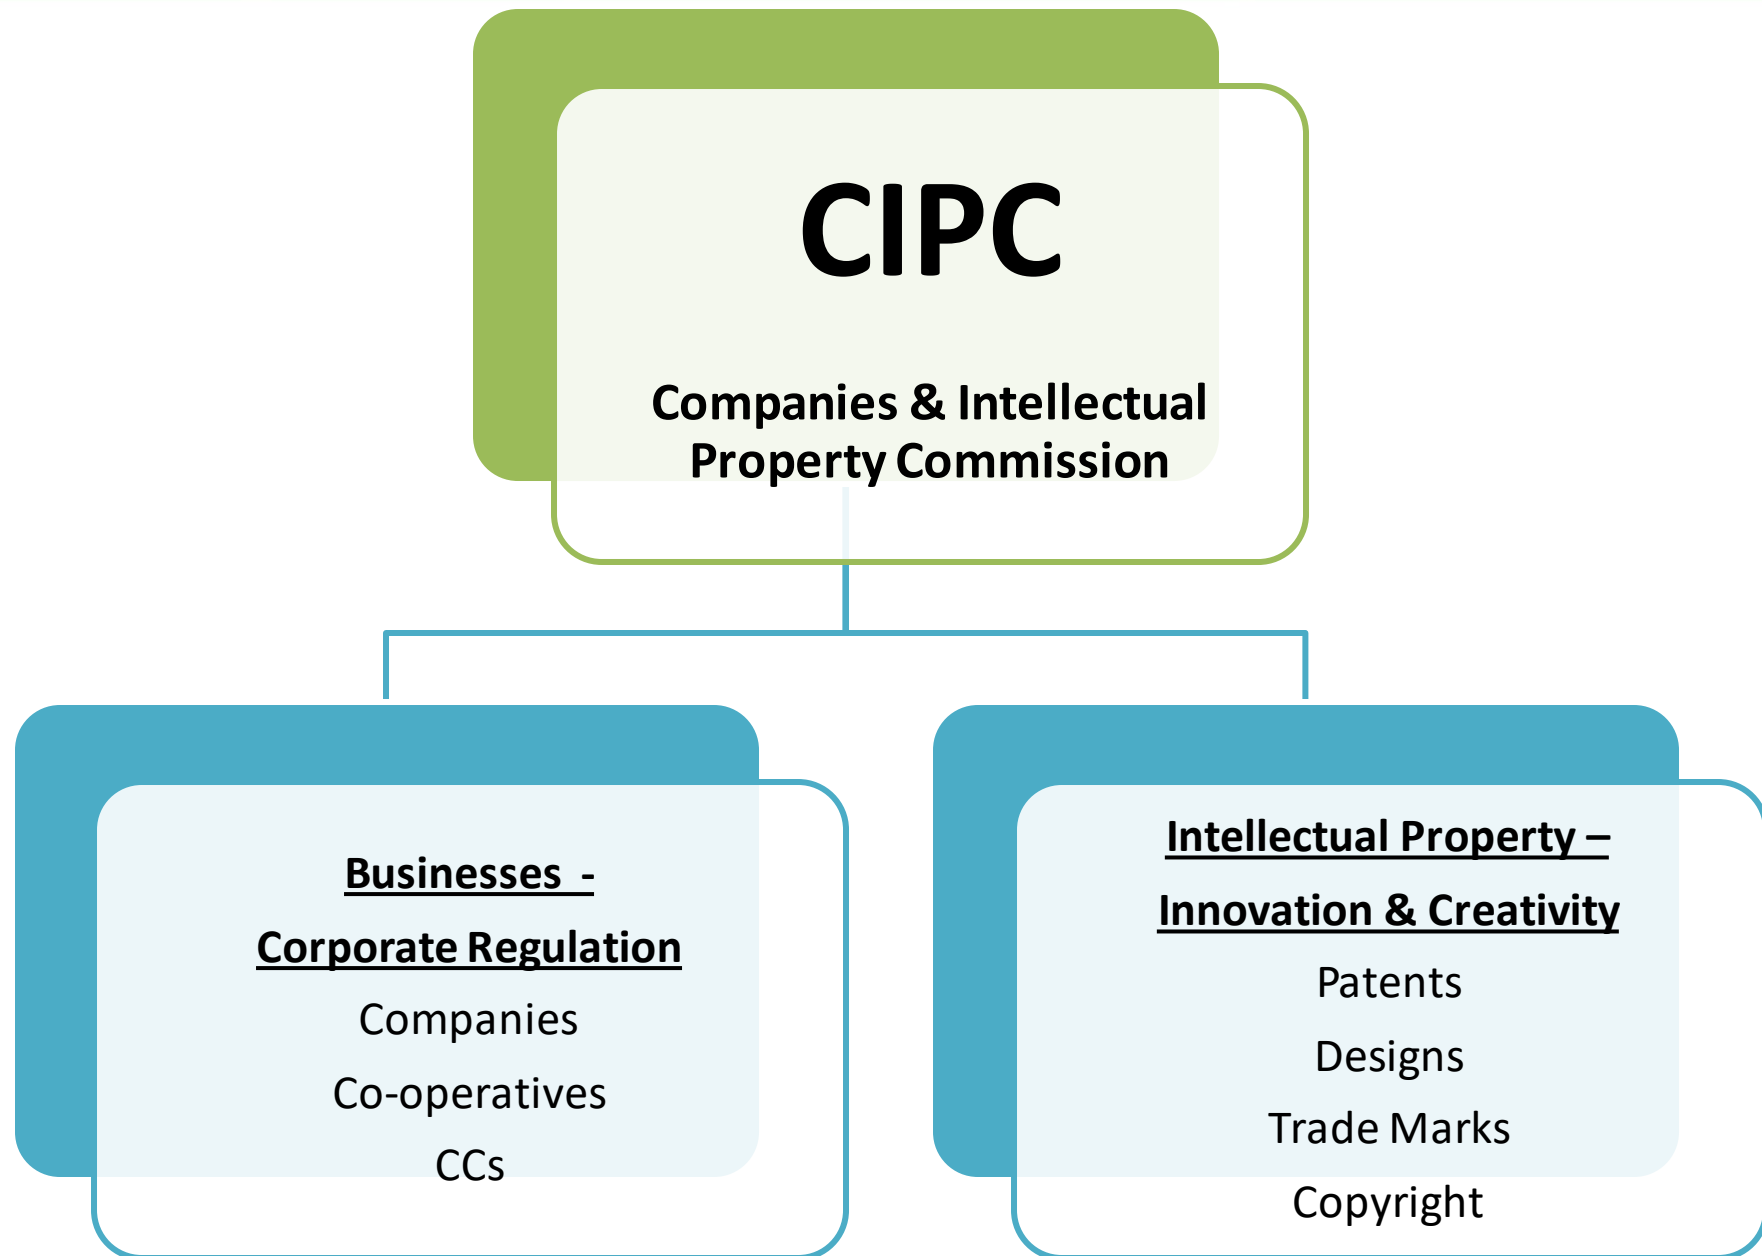 CIPC
Companies & Intellectual
Property Commission
Businesses -
Corporate Regulation
Companies
Co-operatives
CCs
Intellectual Property –
Innovation & Creativity
Patents
Designs
Trade Marks
Copyright